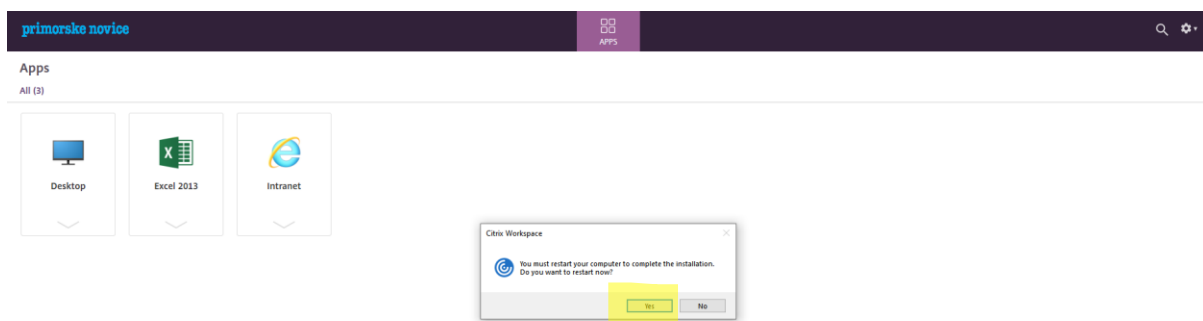 primorske novice
APPS
Apps
All (3)
Desktop
Excel 2013
Intranet
Citrix Workspace
You must restart your computer to complete the installation.
Do you want to restart now?
Yes
No